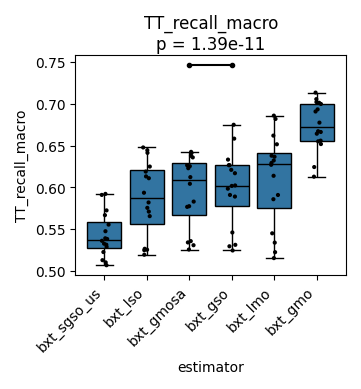 TT_recall_macro
p = 1.39e-11
TT_recall_macro
0.75
0.70
0.65
0.60
0.55
0.50
bxt_sgso_us
bxt_lso
bxt_gmosa
bxt_gso
bxt_lmo
bxt_gmo
estimator